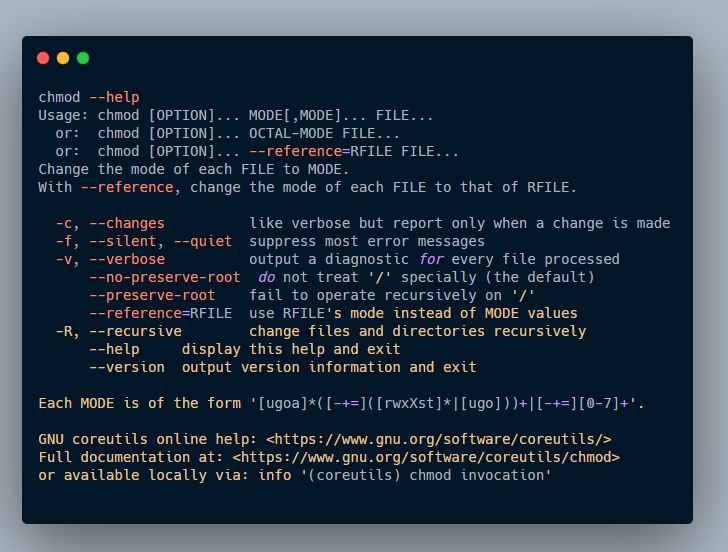 chmod --help
Usage: chmod [OPTION]... MODE[,MODE]... FILE...
  or:  chmod [OPTION]... OCTAL-MODE FILE...
  or:  chmod [OPTION]... --reference=RFILE FILE...
Change the mode of each FILE to MODE.
With --reference, change the mode of each FILE to that of RFILE.

  -c, --changes          like verbose but report only when a change is made
  -f, --silent, --quiet  suppress most error messages
  -v, --verbose          output a diagnostic for every file processed
      --no-preserve-root  do not treat '/' specially (the default)
      --preserve-root    fail to operate recursively on '/'
      --reference=RFILE  use RFILE's mode instead of MODE values
  -R, --recursive        change files and directories recursively
      --help     display this help and exit
      --version  output version information and exit

Each MODE is of the form '[ugoa]*([-+=]([rwxXst]*|[ugo]))+|[-+=][0-7]+'.

GNU coreutils online help: <https://www.gnu.org/software/coreutils/>
Full documentation at: <https://www.gnu.org/software/coreutils/chmod>
or available locally via: info '(coreutils) chmod invocation'